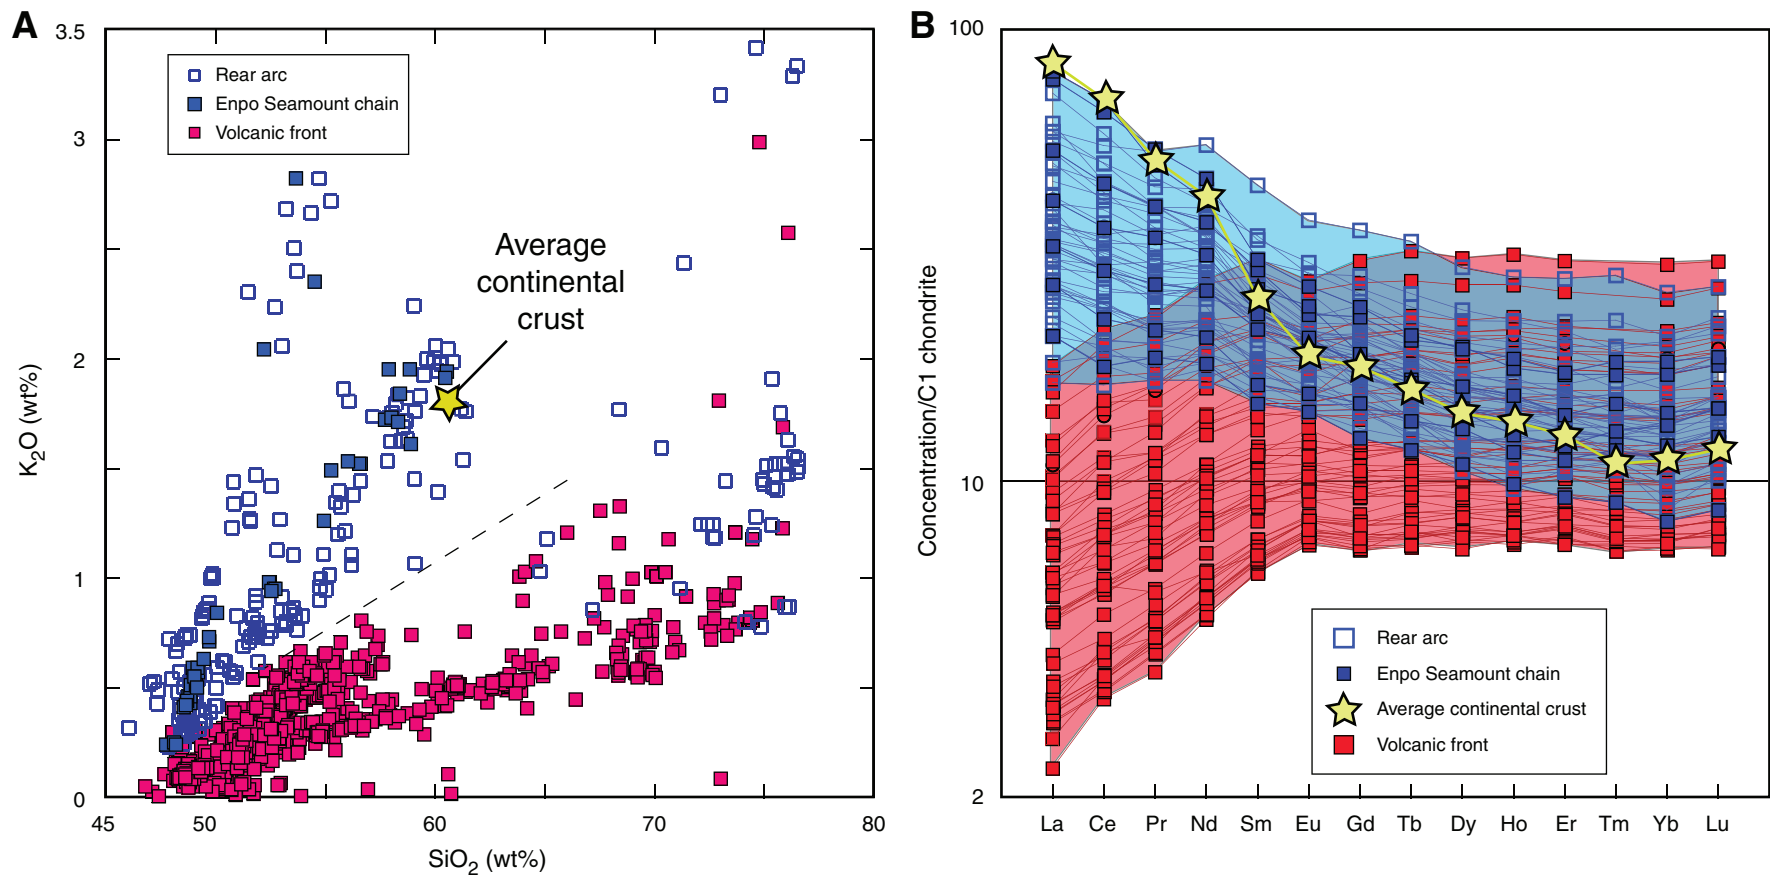 A
3.5
3
2
1
0
K2O (wt%)
Rear arc
Enpo Seamount chain
Volcanic front
Average
continental
crust
45
50
60
70
80
SiO2 (wt%)
B
100
10
2
Concentration/C1 chondrite
Rear arc
Enpo Seamount chain
Average continental crust
Volcanic front
La Ce Pr Nd Sm Eu Gd Tb Dy Ho Er Tm Yb Lu